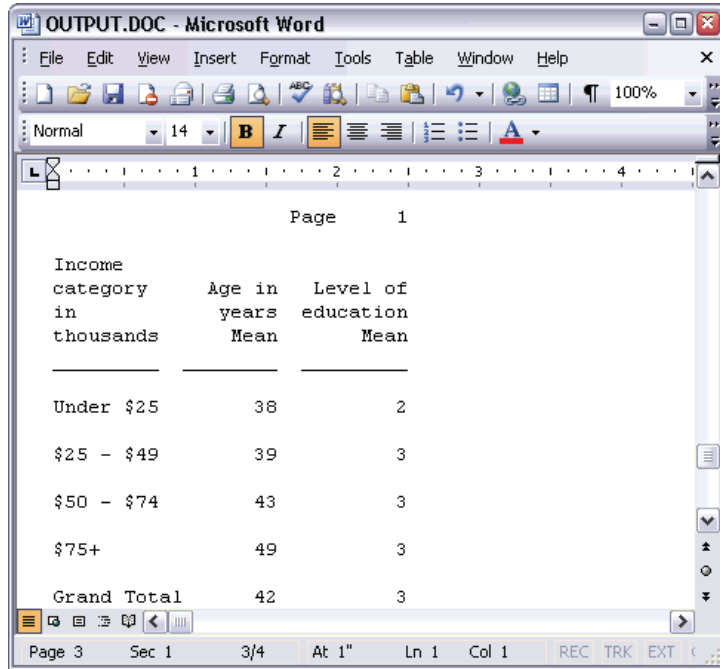 OUTPUT.DOC - Microsoft Word
File Edit View Insert Format Tools Table Window Help
ABC 100%
Normal 14 B I A
1 2 3 4
Page 1
Income
category Age in Level of
in years education
thousands Mean Mean
Under $25 38 2
$25 - $49 39 3
$50 - $74 43 3
$75+ 49 3
Grand Total 42 3
Page 3 Sec 1 3/4 At 1" Ln 1 Col 1 REC TRK EXT